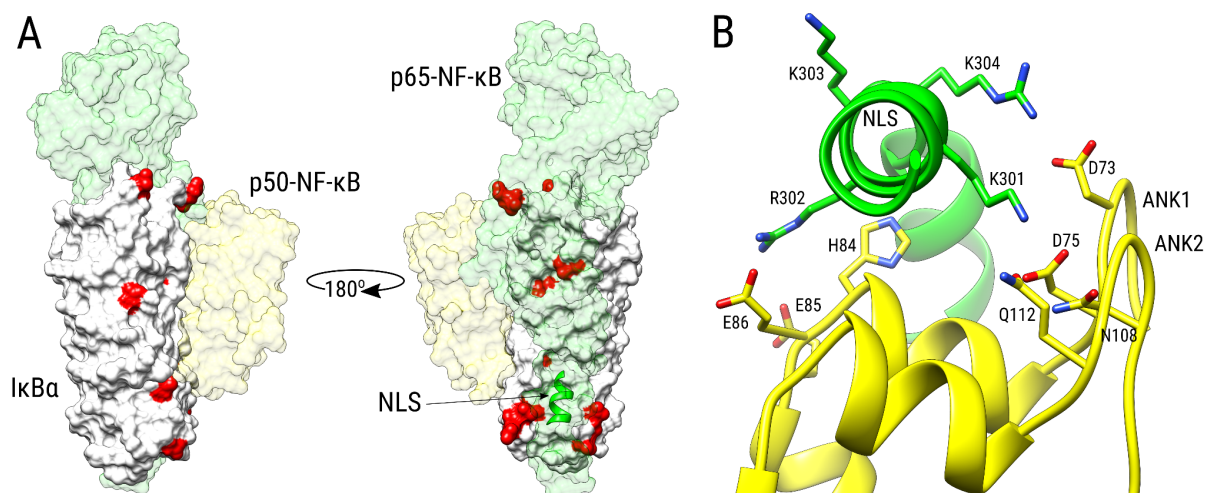 A
p65-NF-κB
p50-NF-κB
180º
IκBα
NLS
B
K303
K304
NLS
D73
K301
ANK1
R302
H84
D75
ANK2
E86
E85
Q112
N108